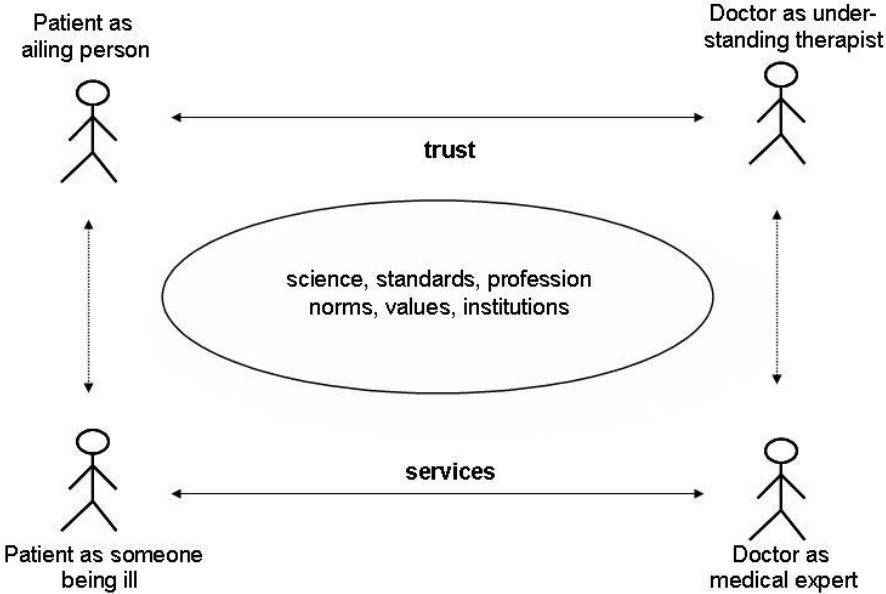 Patient as
ailing person
Doctor as under-
standing therapist
trust
science, standards, profession
norms, values, institutions
services
Patient as someone
being ill
Doctor as
medical expert